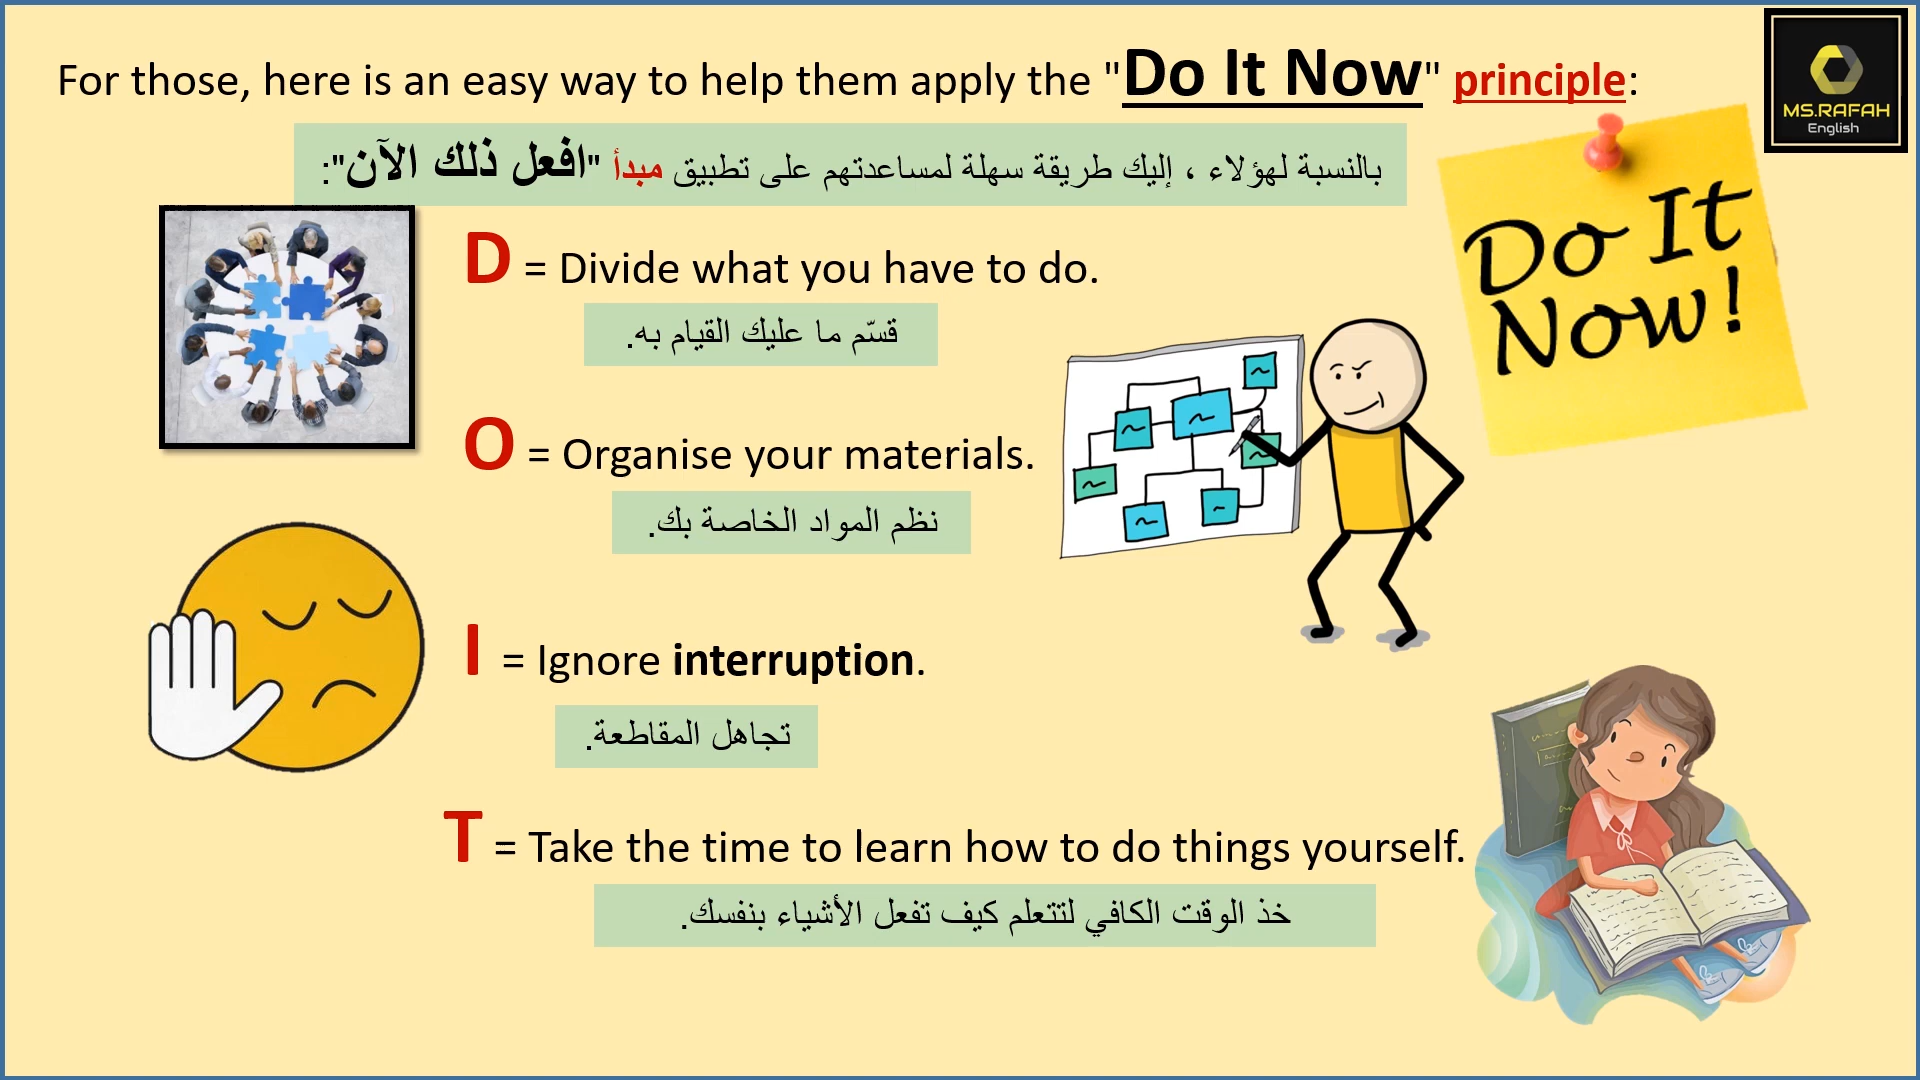 For those, here is an easy way to help them apply the "Do It Now" principle:
بالنسبة لهؤلاء ، إليك طريقة سهلة لمساعدتهم على تطبيق مبدأ "افعل ذلك الآن":
MS.RAFAH
English
Do It
Now!
D = Divide what you have to do.
قسّم ما عليك القيام به.
O = Organise your materials.
نظم المواد الخاصة بك.
I = Ignore interruption.
تجاهل المقاطعة.
T = Take the time to learn how to do things yourself.
خذ الوقت الكافي لتتعلم كيف تفعل الأشياء بنفسك.